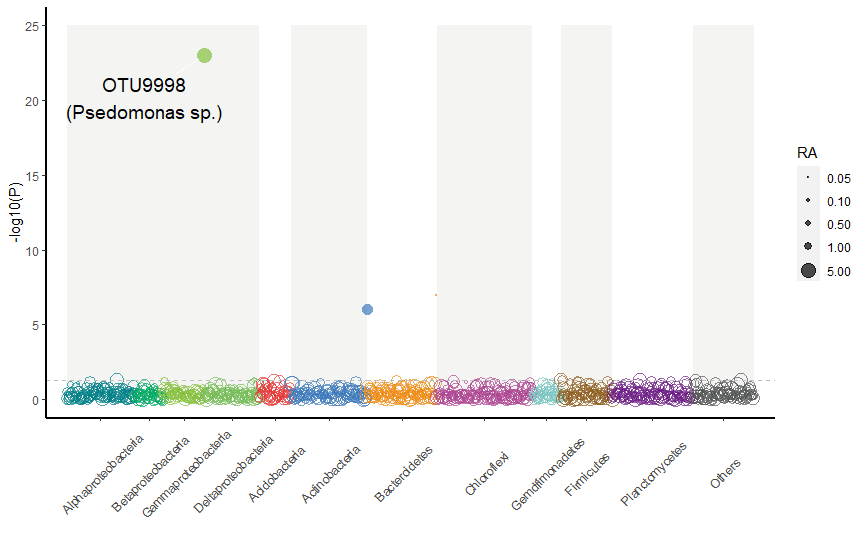 25
20
15
10
5
0
-log10(P)
OTU9998
(Psedomonas sp.)
Alphaproteobacteria
Betaproteobacteria
Gammaproteobacteria
Deltaproteobacteria
Acidobacteria
Actinobacteria
Bacteroidetes
Chloroflexi
Gemdfimonadetes
Firmicutes
Planctomycetes
Others
RA
0.05
0.10
0.50
1.00
5.00